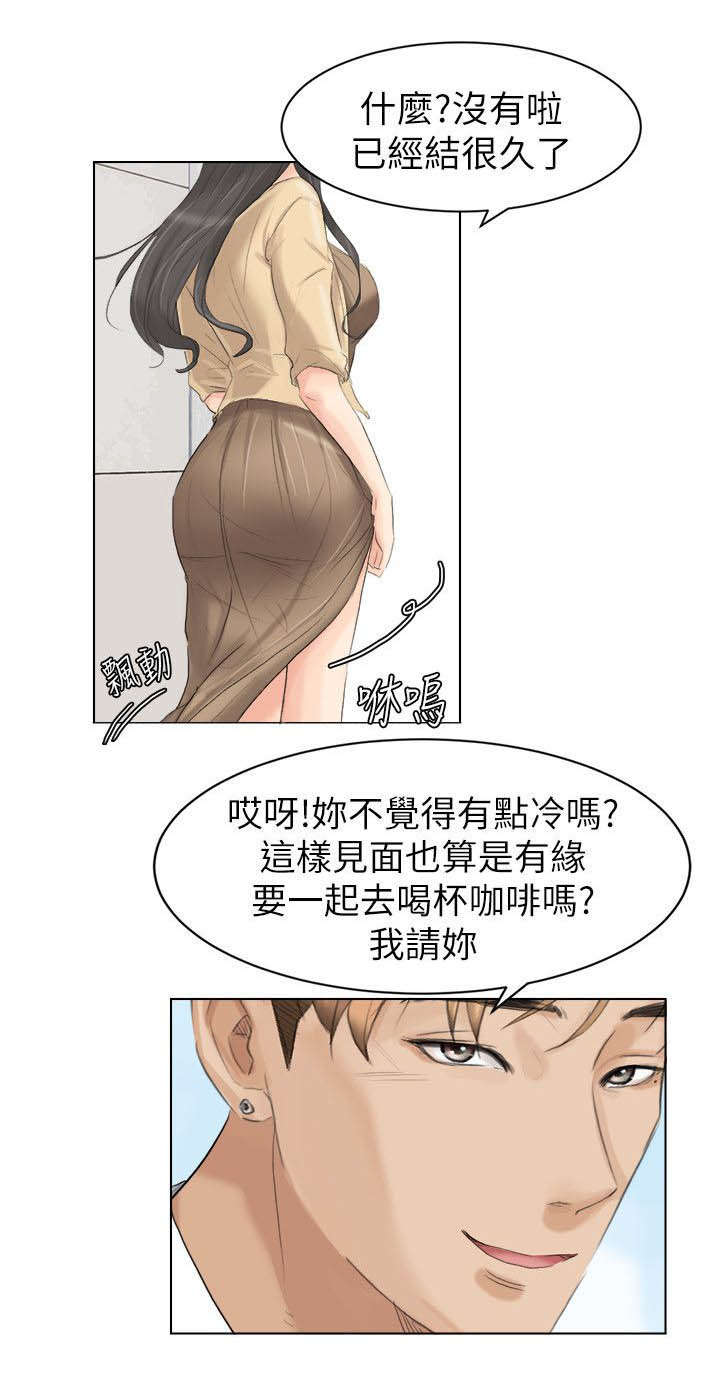 什麼?沒有啦
已經結很久了
飄動
咻嗚
哎呀!妳不覺得有點冷嗎?
這樣見面也算是有緣
要一起去喝杯咖啡嗎?
我請妳